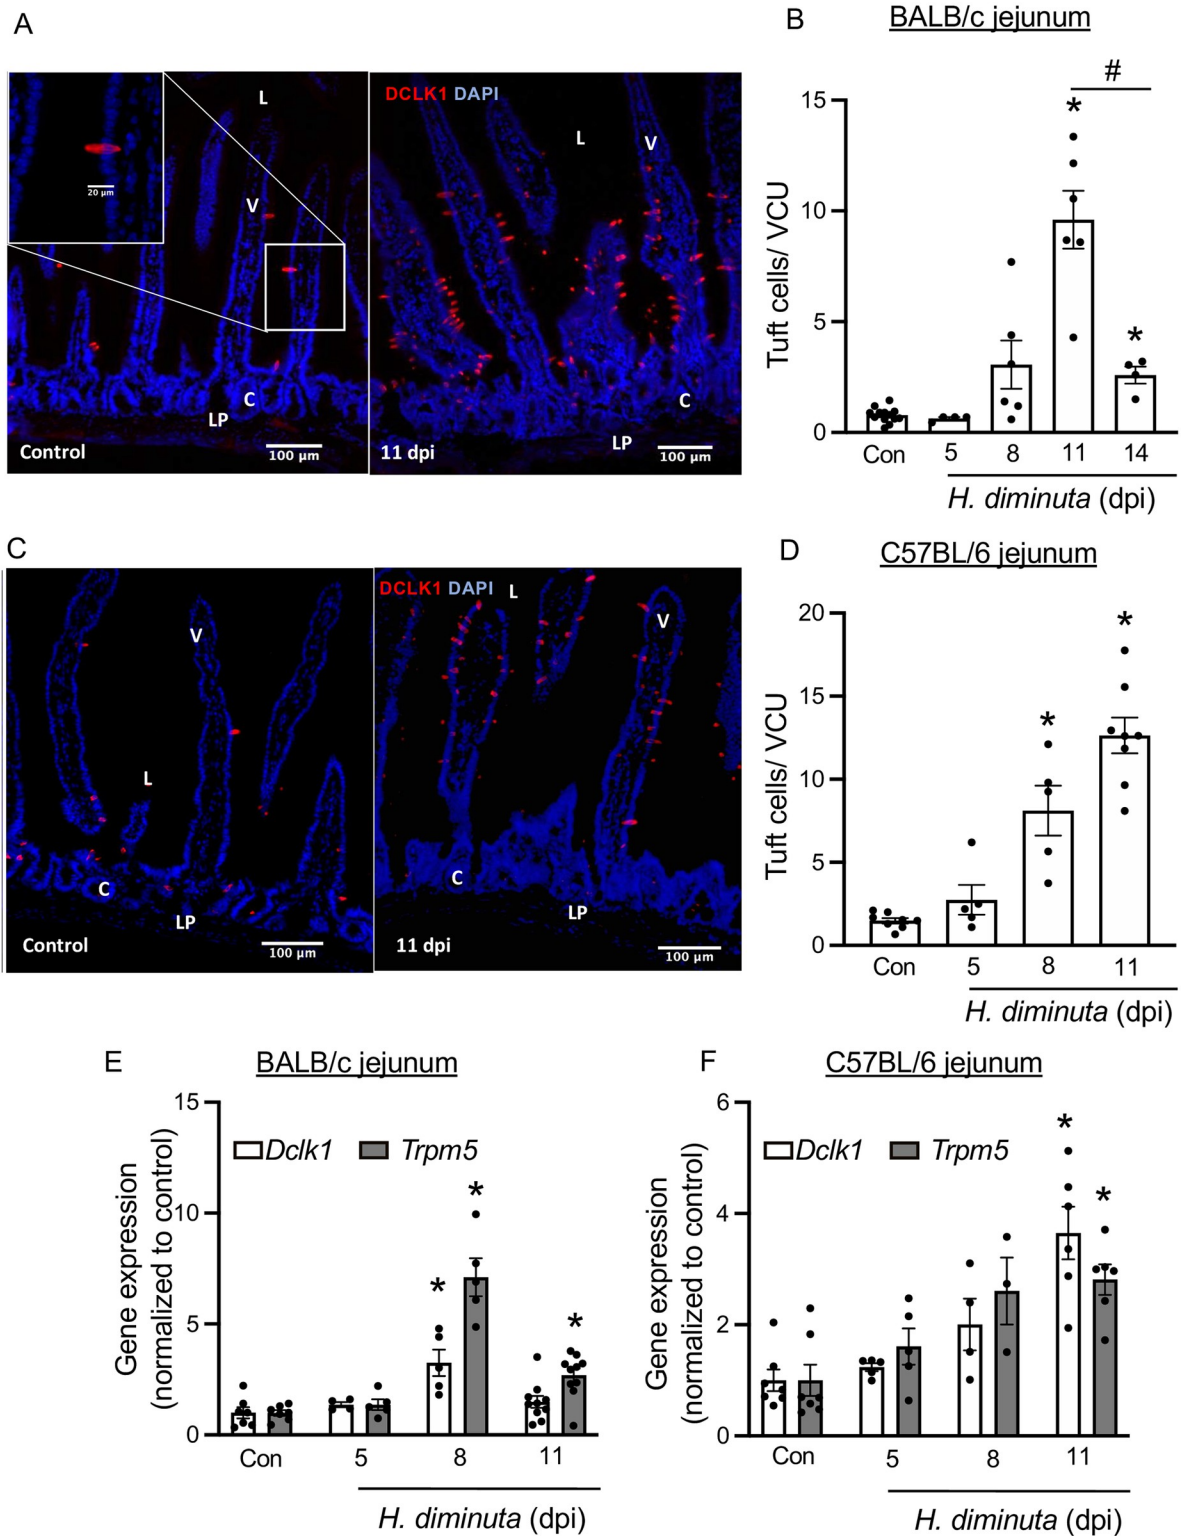 A
L
V
20 µm
C
LP
Control
100 µm
DCLK1 DAPI
L
V
C
LP
11 dpi
100 µm
B
BALB/c jejunum
#
*
*
15
10
5
0
Tuft cells/ VCU
Con 5 8 11 14
H. diminuta (dpi)
C
V
L
C
LP
Control
100 µm
DCLK1 DAPI
L
V
C
LP
11 dpi
100 µm
D
C57BL/6 jejunum
*
*
20
15
10
5
0
Tuft cells/ VCU
Con 5 8 11
H. diminuta (dpi)
E
BALB/c jejunum
15
10
5
0
Gene expression
(normalized to control)
Dclk1 Trpm5
*
*
*
Con 5 8 11
H. diminuta (dpi)
F
C57BL/6 jejunum
6
4
2
0
Gene expression
(normalized to control)
Dclk1 Trpm5
*
*
Con 5 8 11
H. diminuta (dpi)